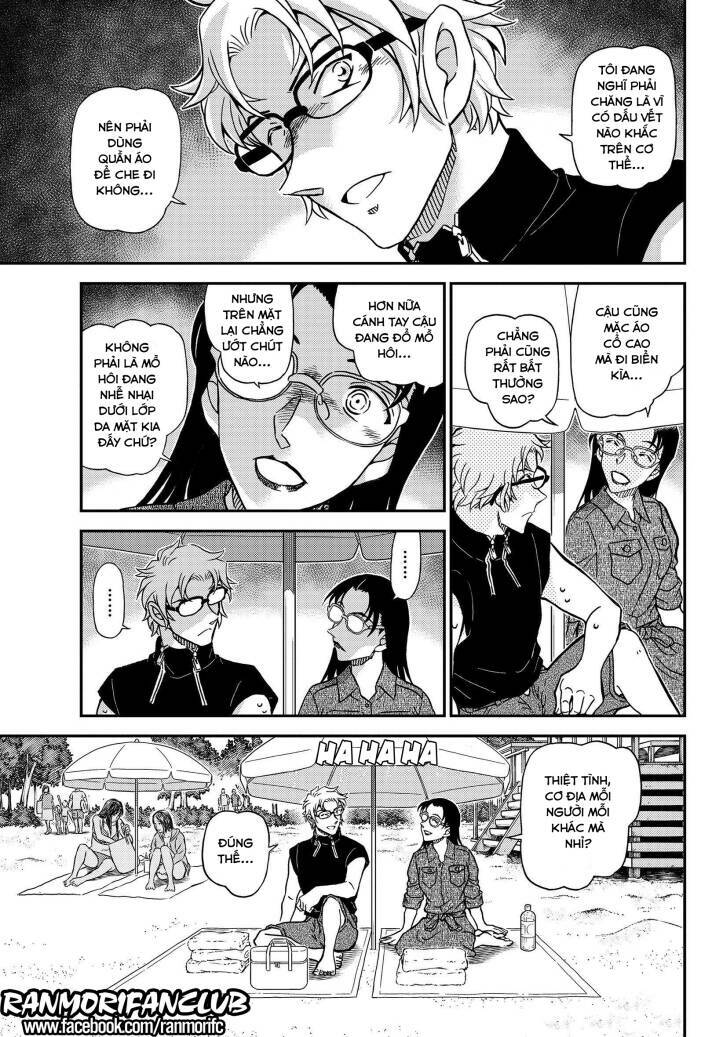 TÔI ĐANG
NGHĨ PHẢI
CHĂNG LÀ VÌ
CÓ DẤU VẾT
NÀO KHẮC
TRÊN CƠ
THỂ...
NÊN PHẢI
DÙNG
QUẦN ÁO
ĐỂ CHE ĐI
KHÔNG...
CẬU CŨNG
MẶC ÁO
CỔ CAO
MÀ ĐI BIỂN
KÌA...
CHẲNG
PHẢI CŨNG
RẤT BẤT
THƯỜNG
SAO?
HƠN NỮA
CÁNH TAY CẬU
ĐANG ĐỔ MỒ
HÔI...
NHƯNG
TRÊN MẶT
LẠI CHẲNG
ƯỚT CHÚT
NÀO...
KHÔNG
PHẢI LÀ MỒ
HÔI ĐANG
NHỄ NHẠI
DƯỚI LỚP
DA MẶT KIA
ĐẤY CHỨ?
......
......
HA HA HA
THIỆT TÌNH,
CƠ ĐỊA MỖI
NGƯỜI MỖI
KHÁC MÀ
NHỈ?
ĐÚNG
THẾ...
RANMORIFANCLUB
www.facebook.com/ranmorifc